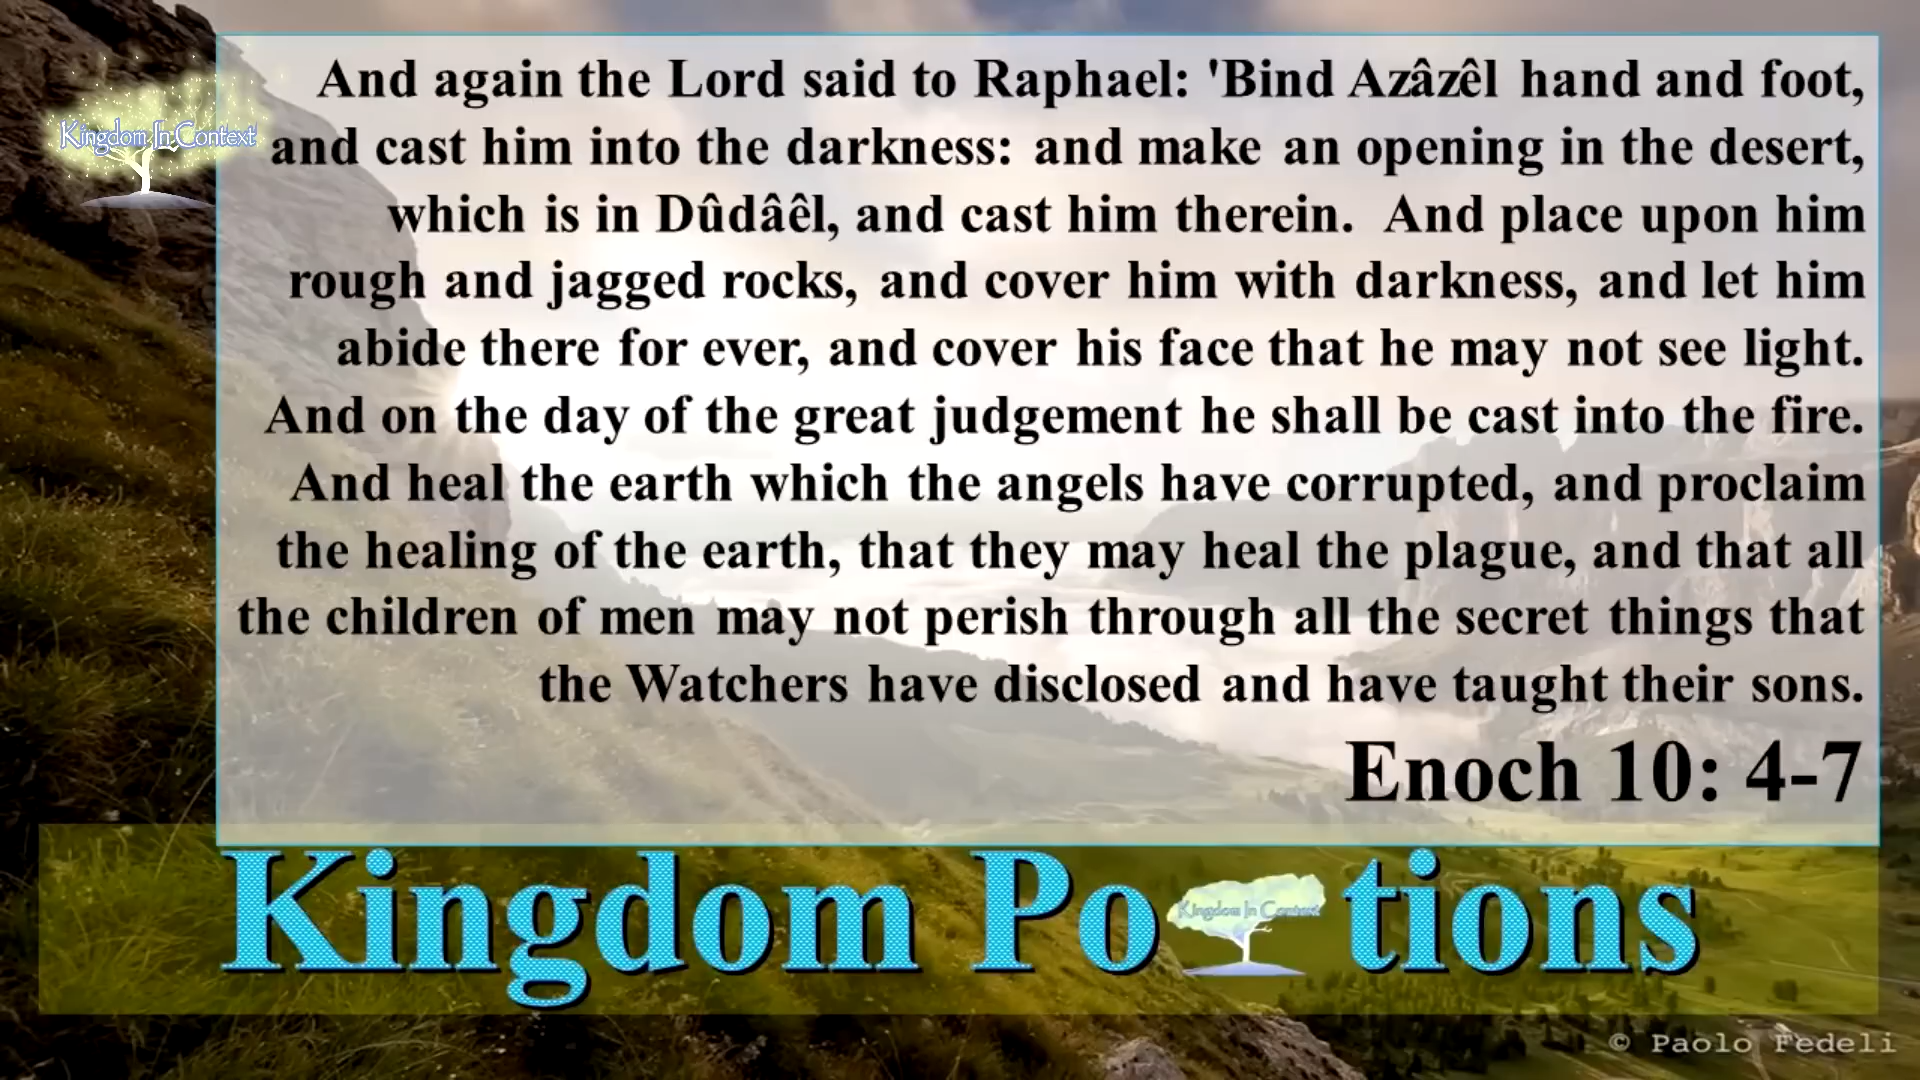 And again the Lord said to Raphael: 'Bind Azâzêl hand and foot,
and cast him into the darkness: and make an opening in the desert,
which is in Dûdâêl, and cast him therein. And place upon him
rough and jagged rocks, and cover him with darkness, and let him
abide there for ever, and cover his face that he may not see light.
And on the day of the great judgement he shall be cast into the fire.
And heal the earth which the angels have corrupted, and proclaim
the healing of the earth, that they may heal the plague, and that all
the children of men may not perish through all the secret things that
the Watchers have disclosed and have taught their sons.
Enoch 10: 4-7
Kingdom In Context
Kingdom Po tions
Kingdom In Context
© Paolo Fedeli